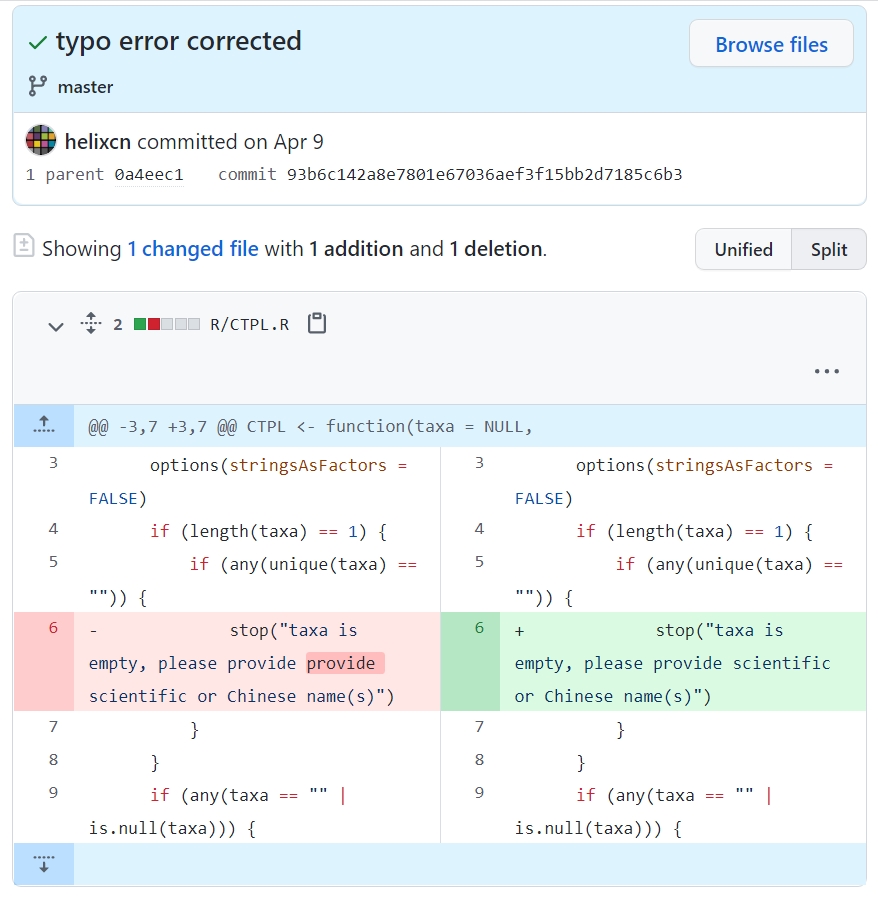 typo error corrected
Browse files
master
helixcn committed on Apr 9
1 parent 0a4eec1 commit 93b6c142a8e7801e67036aef3f15bb2d7185c6b3
Showing 1 changed file with 1 addition and 1 deletion.
Unified Split
2 R/CTPL.R
...
@@ -3,7 +3,7 @@ CTPL <- function(taxa = NULL,
3 options(stringsAsFactors =
FALSE)
4 if (length(taxa) == 1) {
5 if (any(unique(taxa) ==
"")) {
6 - stop("taxa is
empty, please provide provide
scientific or Chinese name(s)")
7 }
8 }
9 if (any(taxa == "" |
is.null(taxa))) {
3 options(stringsAsFactors =
FALSE)
4 if (length(taxa) == 1) {
5 if (any(unique(taxa) ==
"")) {
6 + stop("taxa is
empty, please provide scientific
or Chinese name(s)")
7 }
8 }
9 if (any(taxa == "" |
is.null(taxa))) {